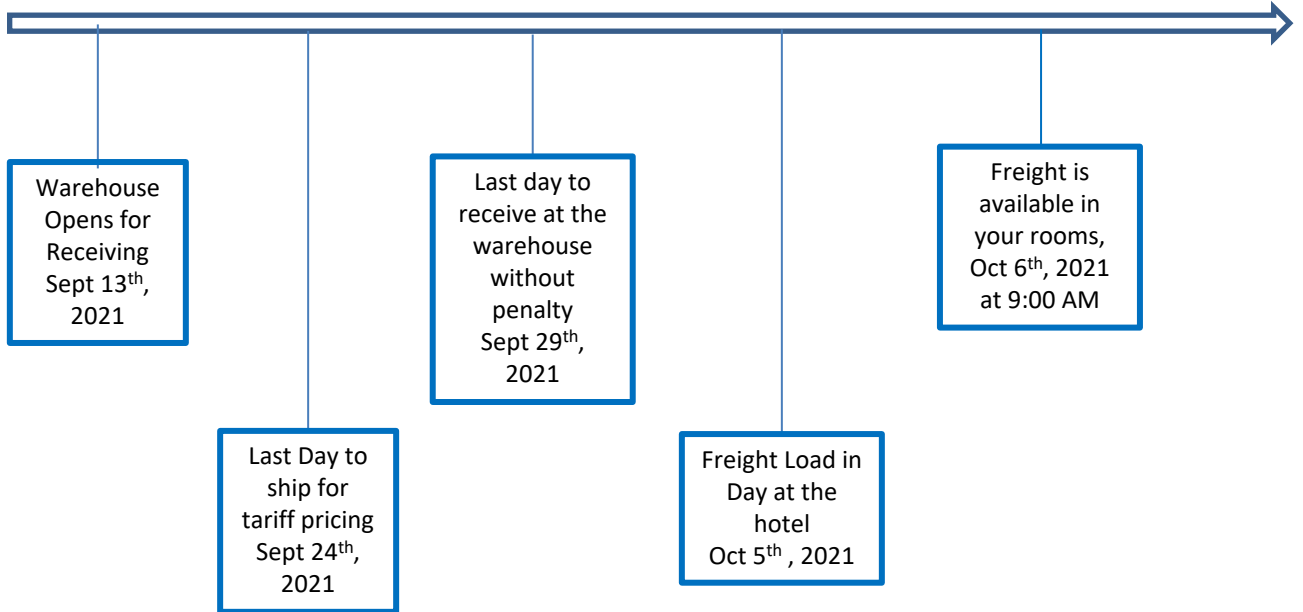 Warehouse
Opens for
Receiving
Sept 13th,
2021
Last Day to
ship for
tariff pricing
Sept 24th,
2021
Last day to
receive at the
warehouse
without
penalty
Sept 29th,
2021
Freight Load in
Day at the
hotel
Oct 5th , 2021
Freight is
available in
your rooms,
Oct 6th, 2021
at 9:00 AM